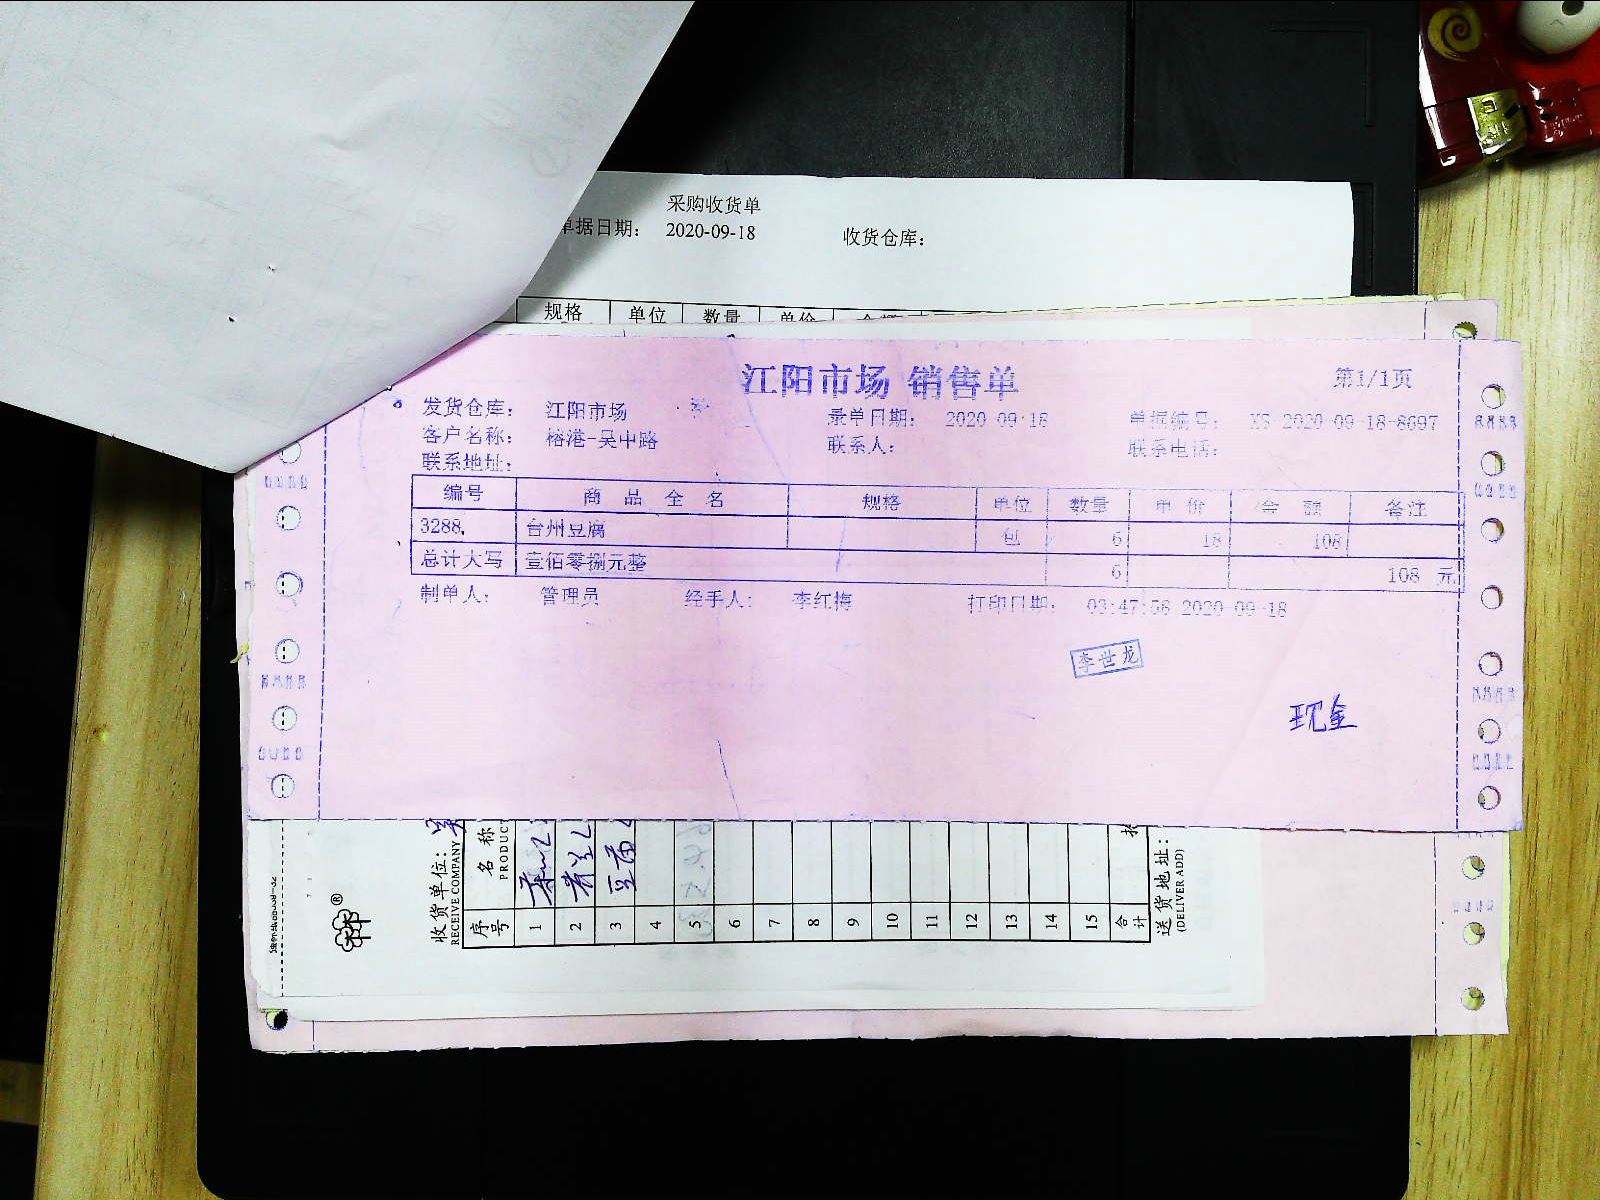 采购收货单
单据日期: 2020-09-18 收货仓库:
规格 单位 数量 单价 金额
江阳市场 销售单 第1/1页
发货仓库: 江阳市场 录单日期: 2020-09-18 单据编号: XS-2020-09-18-8697
客户名称: 榕港-吴中路 联系人: 联系电话:
联系地址:
编号 商品全名 规格 单位 数量 单价 金额 备注
3288. 台州豆腐 包 6 18 108
总计大写 壹佰零捌元整 6 108 元
制单人: 管理员 经手人: 李红梅 打印日期: 03:47:56 2020-09-18
李世龙
现金
收货单位:
RECEIVE COMPANY
序号 名称
PRODUCT
1
2
3
4
5
6
7
8
9
10
11
12
13
14
15
合计
送货地址:
(DELIVER ADD)